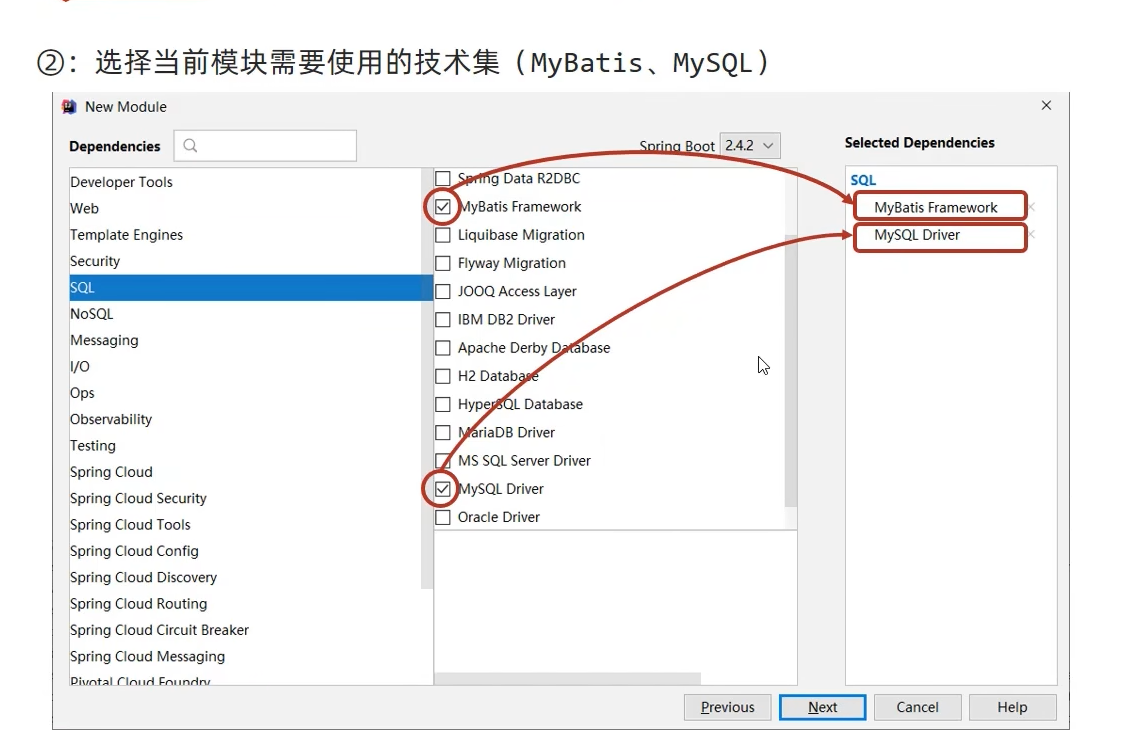 ②：选择当前模块需要使用的技术集（MyBatis、MySQL）
New Module
Dependencies
Spring Boot 2.4.2
Selected Dependencies
Developer Tools
Web
Template Engines
Security
SQL
NoSQL
Messaging
I/O
Ops
Observability
Testing
Spring Cloud
Spring Cloud Security
Spring Cloud Tools
Spring Cloud Config
Spring Cloud Discovery
Spring Cloud Routing
Spring Cloud Circuit Breaker
Spring Cloud Messaging
Pivotal Cloud Foundry
Spring Data R2DBC
MyBatis Framework
Liquibase Migration
Flyway Migration
JOOQ Access Layer
IBM DB2 Driver
Apache Derby Database
H2 Database
HyperSQL Database
MariaDB Driver
MS SQL Server Driver
MySQL Driver
Oracle Driver
SQL
MyBatis Framework
MySQL Driver
Previous
Next
Cancel
Help